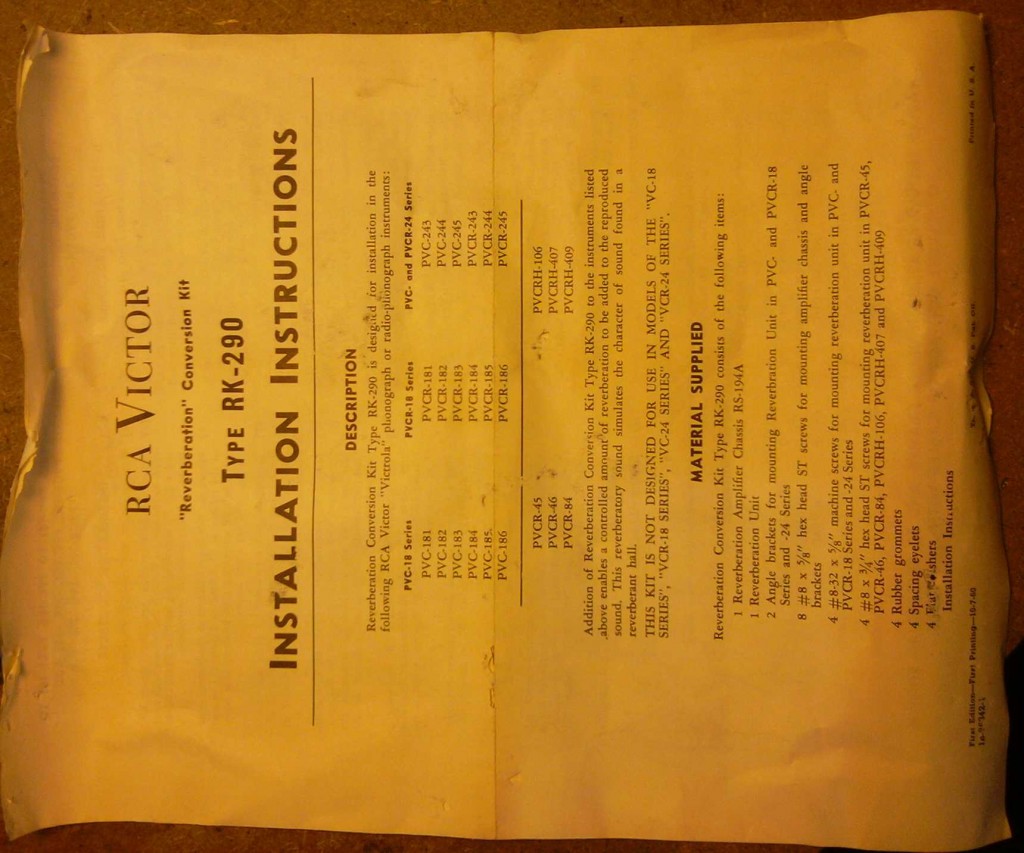 RCA VICTOR
"Reverberation" Conversion Kit
TYPE RK-290
INSTALLATION INSTRUCTIONS
DESCRIPTION
Reverberation Conversion Kit Type RK-290 is designed for installation in the
following RCA Victor "Victrola" phonograph or radio-phonograph instruments:
PVC-18 Series PVCR-18 Series PVC- and PVCR-24 Series
PVC-181 PVCR-181 PVC-243
PVC-182 PVCR-182 PVC-244
PVC-183 PVCR-183 PVC-245
PVC-184 PVCR-184 PVCR-243
PVC-185 PVCR-185 PVCR-244
PVC-186 PVCR-186 PVCR-245
PVCR-45 PVCRH-106
PVCR-46 PVCRH-407
PVCR-84 PVCRH-409
Addition of Reverberation Conversion Kit Type RK-290 to the instruments listed
above enables a controlled amount of reverberation to be added to the reproduced
sound. This reverberatory sound simulates the character of sound found in a
reverberant hall.
THIS KIT IS NOT DESIGNED FOR USE IN MODELS OF THE "VC-18
SERIES", "VCR-18 SERIES", "VC-24 SERIES" AND "VCR-24 SERIES".
MATERIAL SUPPLIED
Reverberation Conversion Kit Type RK-290 consists of the following items:
1 Reverberation Amplifier Chassis RS-194A
1 Reverberation Unit
2 Angle brackets for mounting Reverbration Unit in PVC- and PVCR-18
Series and -24 Series
8 #8 x 5/8" hex head ST screws for mounting amplifier chassis and angle
brackets
4 #8-32 x 5/8" machine screws for mounting reverberation unit in PVC- and
PVCR-18 Series and -24 Series
4 #8 x 3/4" hex head ST screws for mounting reverberation unit in PVCR-45,
PVCR-46, PVCR-84, PVCRH-106, PVCRH-407 and PVCRH-409
4 Rubber grommets
4 Spacing eyelets
4 Flat washers
Installation Instructions
First Edition—First Printing—10-7-60
Printed in U. S. A.